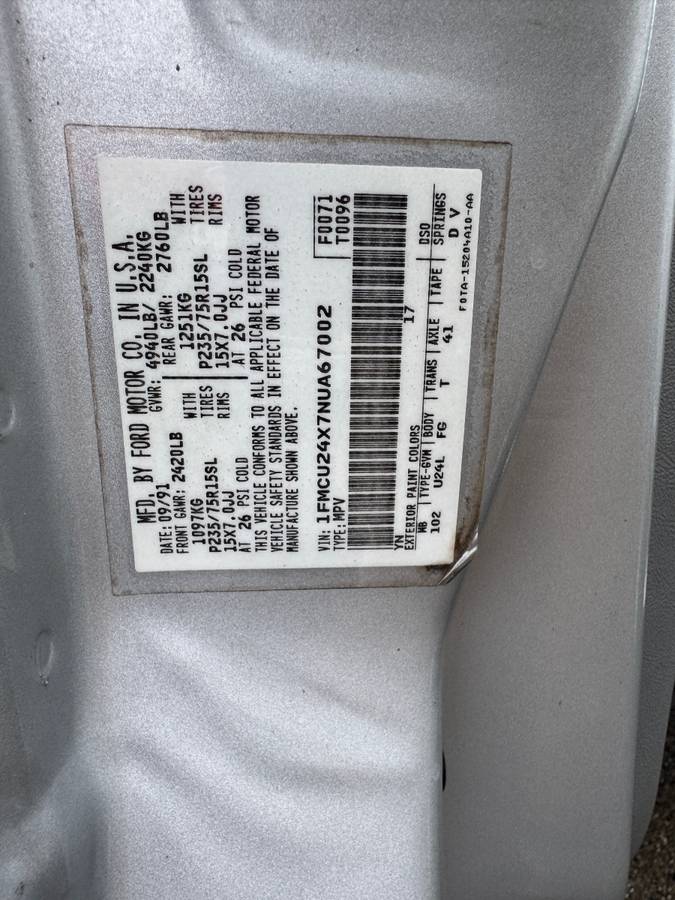 MFD. BY FORD MOTOR CO. IN U.S.A.
DATE: 09/91 GVWR: 4940LB/ 2240KG
FRONT GAWR: 2420LB REAR GAWR: 2760LB
1097KG WITH 1251KG WITH
P235/75R15SL TIRES P235/75R15SL TIRES
15X7.0JJ RIMS 15X7.0JJ RIMS
AT 26 PSI COLD AT 26 PSI COLD
THIS VEHICLE CONFORMS TO ALL APPLICABLE FEDERAL MOTOR
VEHICLE SAFETY STANDARDS IN EFFECT ON THE DATE OF
MANUFACTURE SHOWN ABOVE.
VIN: 1FMCU24X7NUA67002 F0071
TYPE: MPV T0096
YN 17
EXTERIOR PAINT COLORS DSO
WB TYPE-GVM BODY TRANS AXLE TAPE SPRINGS
102 U24L FG T 41 D V
F0TA-15204A10-AA